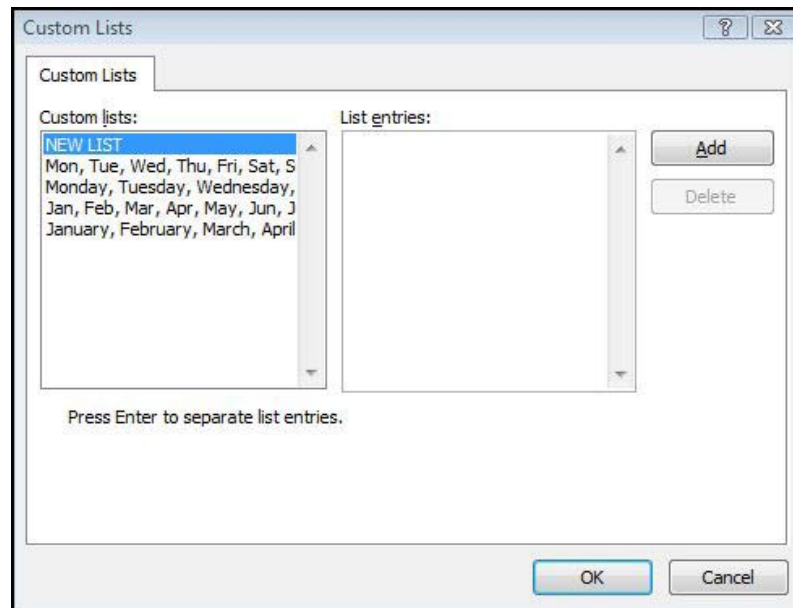 Custom Lists
Custom Lists
Custom lists:
NEW LIST
Mon, Tue, Wed, Thu, Fri, Sat, S
Monday, Tuesday, Wednesday,
Jan, Feb, Mar, Apr, May, Jun, J
January, February, March, April
List entries:
Add
Delete
Press Enter to separate list entries.
OK
Cancel